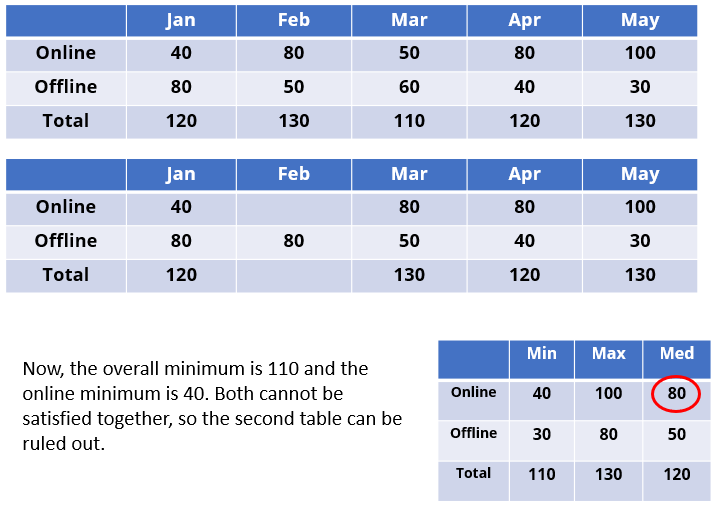 Jan Feb Mar Apr May
Online 40 80 50 80 100
Offline 80 50 60 40 30
Total 120 130 110 120 130
Jan Feb Mar Apr May
Online 40 80 80 100
Offline 80 80 50 40 30
Total 120 130 120 130
Now, the overall minimum is 110 and the
online minimum is 40. Both cannot be
satisfied together, so the second table can be
ruled out.
Min Max Med
Online 40 100 80
Offline 30 80 50
Total 110 130 120